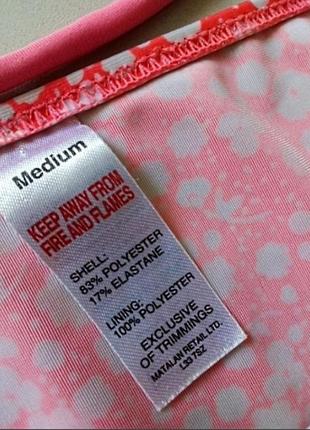 Medium
KEEP AWAY FROM
FIRE AND FLAMES
SHELL:
83% POLYESTER
17% ELASTANE
LINING:
100% POLYESTER
EXCLUSIVE
OF TRIMMINGS
MATALAN RETAIL LTD.
L33 7SZ